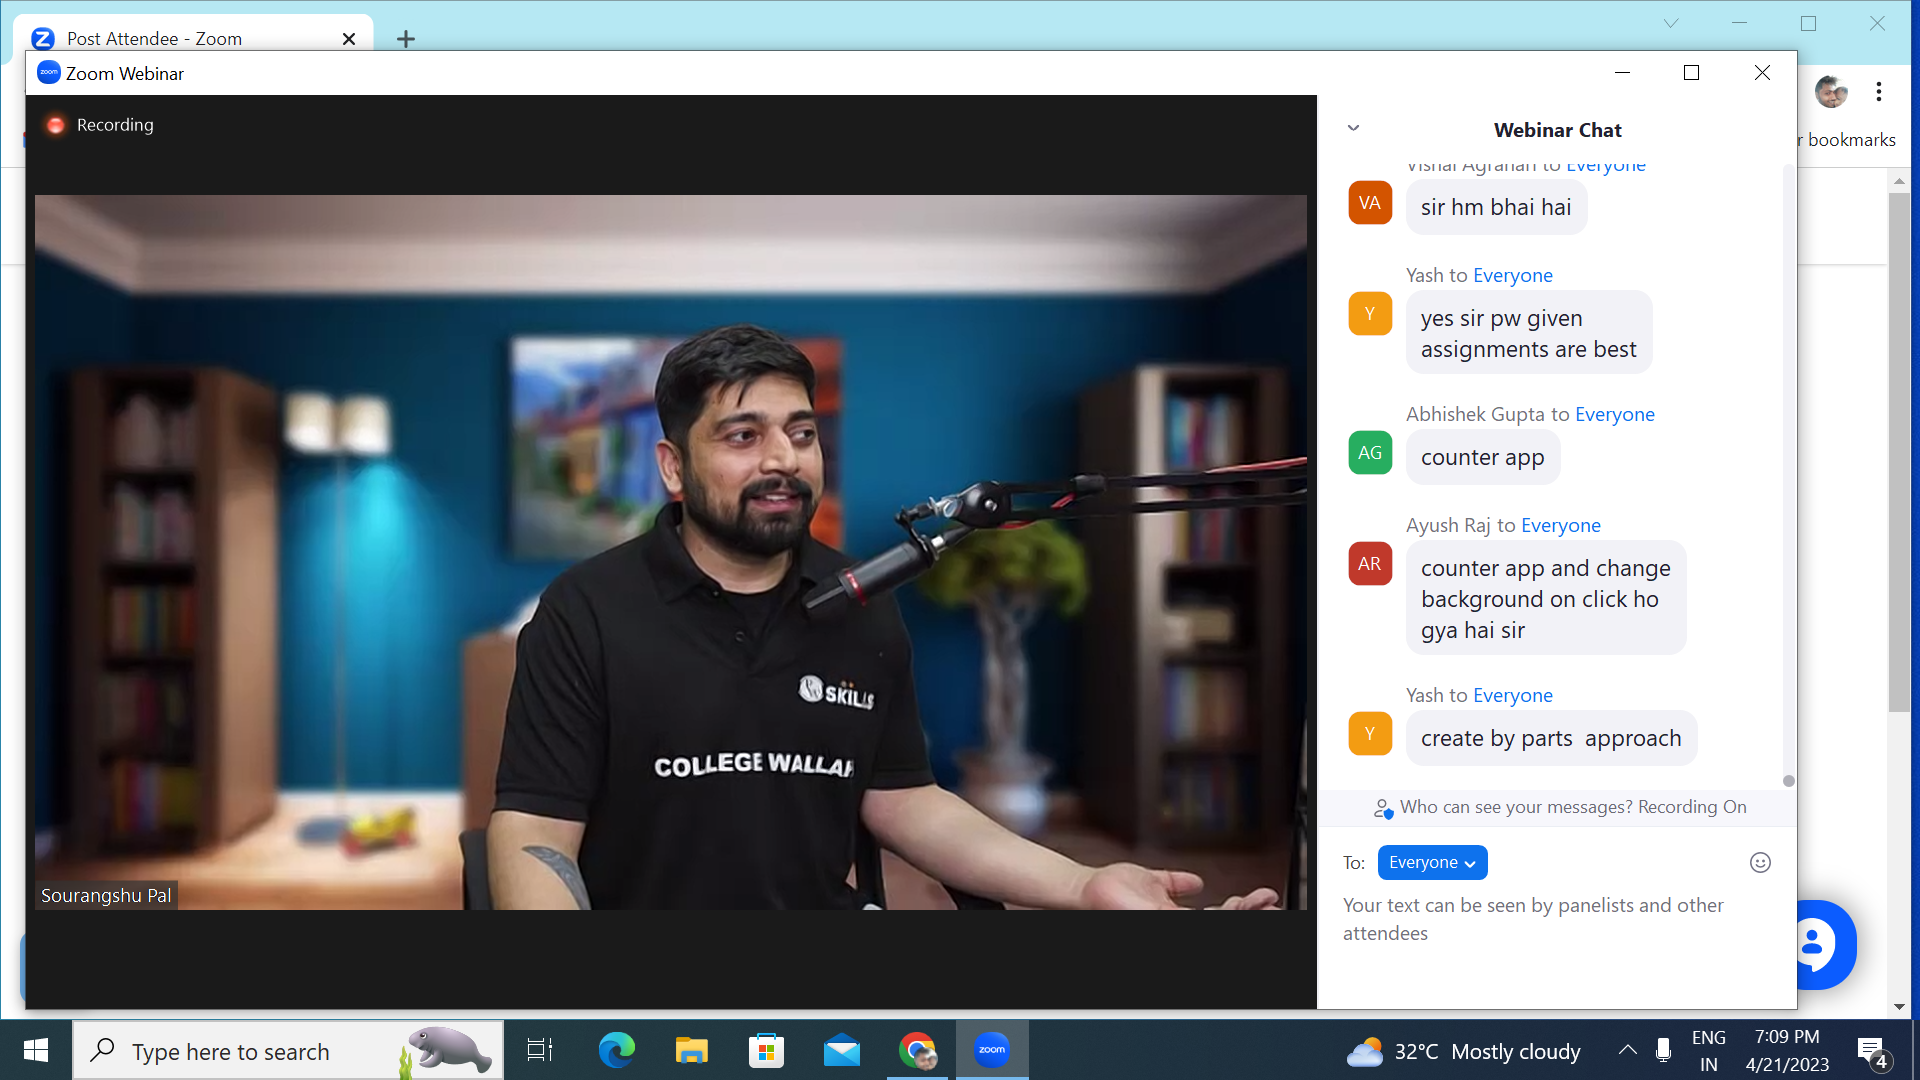 Post Attendee - Zoom
Zoom Webinar
zoom
Recording
bookmarks
Webinar Chat
Vishal Agrahari to Everyone
VA
sir hm bhai hai
Yash to Everyone
Y
yes sir pw given
assignments are best
Abhishek Gupta to Everyone
AG
counter app
Ayush Raj to Everyone
AR
counter app and change
background on click ho
gya hai sir
Yash to Everyone
Y
create by parts  approach
Who can see your messages? Recording On
To: Everyone
Your text can be seen by panelists and other
attendees
SKILLS
COLLEGE WALLAH
Sourangshu Pal
Type here to search
zoom
32°C Mostly cloudy
ENG
IN
7:09 PM
4/21/2023
4